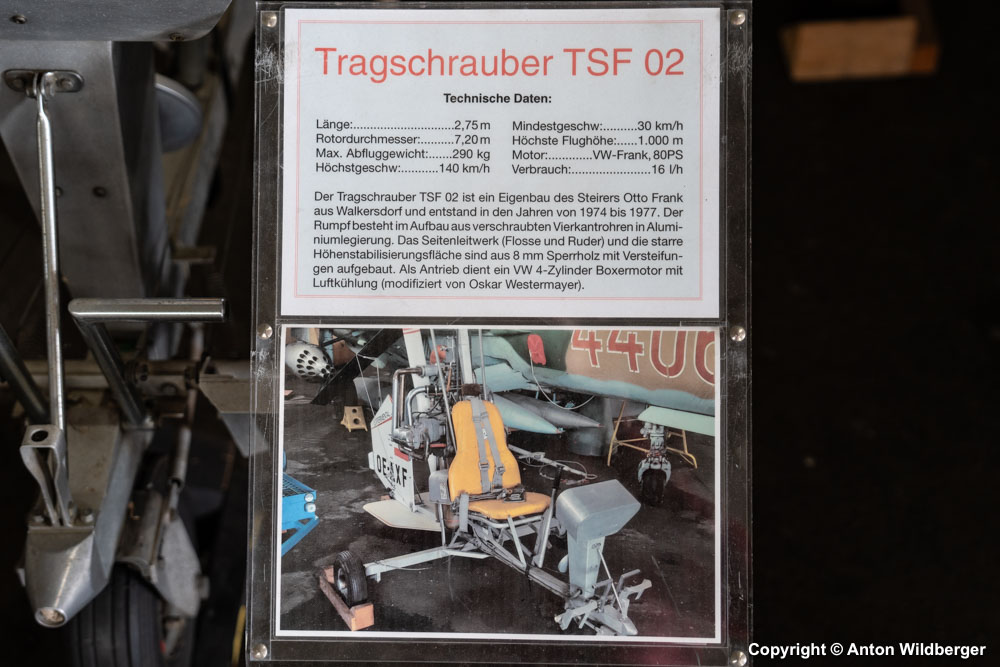 Tragschrauber TSF 02
Technische Daten:
Länge:..............................2,75 m
Rotordurchmesser:..........7,20 m
Max. Abfluggewicht:.......290 kg
Höchstgeschw:...........140 km/h
Mindestgeschw:..........30 km/h
Höchste Flughöhe:......1.000 m
Motor:.............VW-Frank, 80PS
Verbrauch:.......................16 l/h
Der Tragschrauber TSF 02 ist ein Eigenbau des Steirers Otto Frank
aus Walkersdorf und entstand in den Jahren von 1974 bis 1977. Der
Rumpf besteht im Aufbau aus verschraubten Vierkantrohren in Alumi-
niumlegierung. Das Seitenleitwerk (Flosse und Ruder) und die starre
Höhenstabilisierungsfläche sind aus 8 mm Sperrholz mit Versteifun-
gen aufgebaut. Als Antrieb dient ein VW 4-Zylinder Boxermotor mit
Luftkühlung (modifiziert von Oskar Westermayer).
4406
Copyright © Anton Wildberger